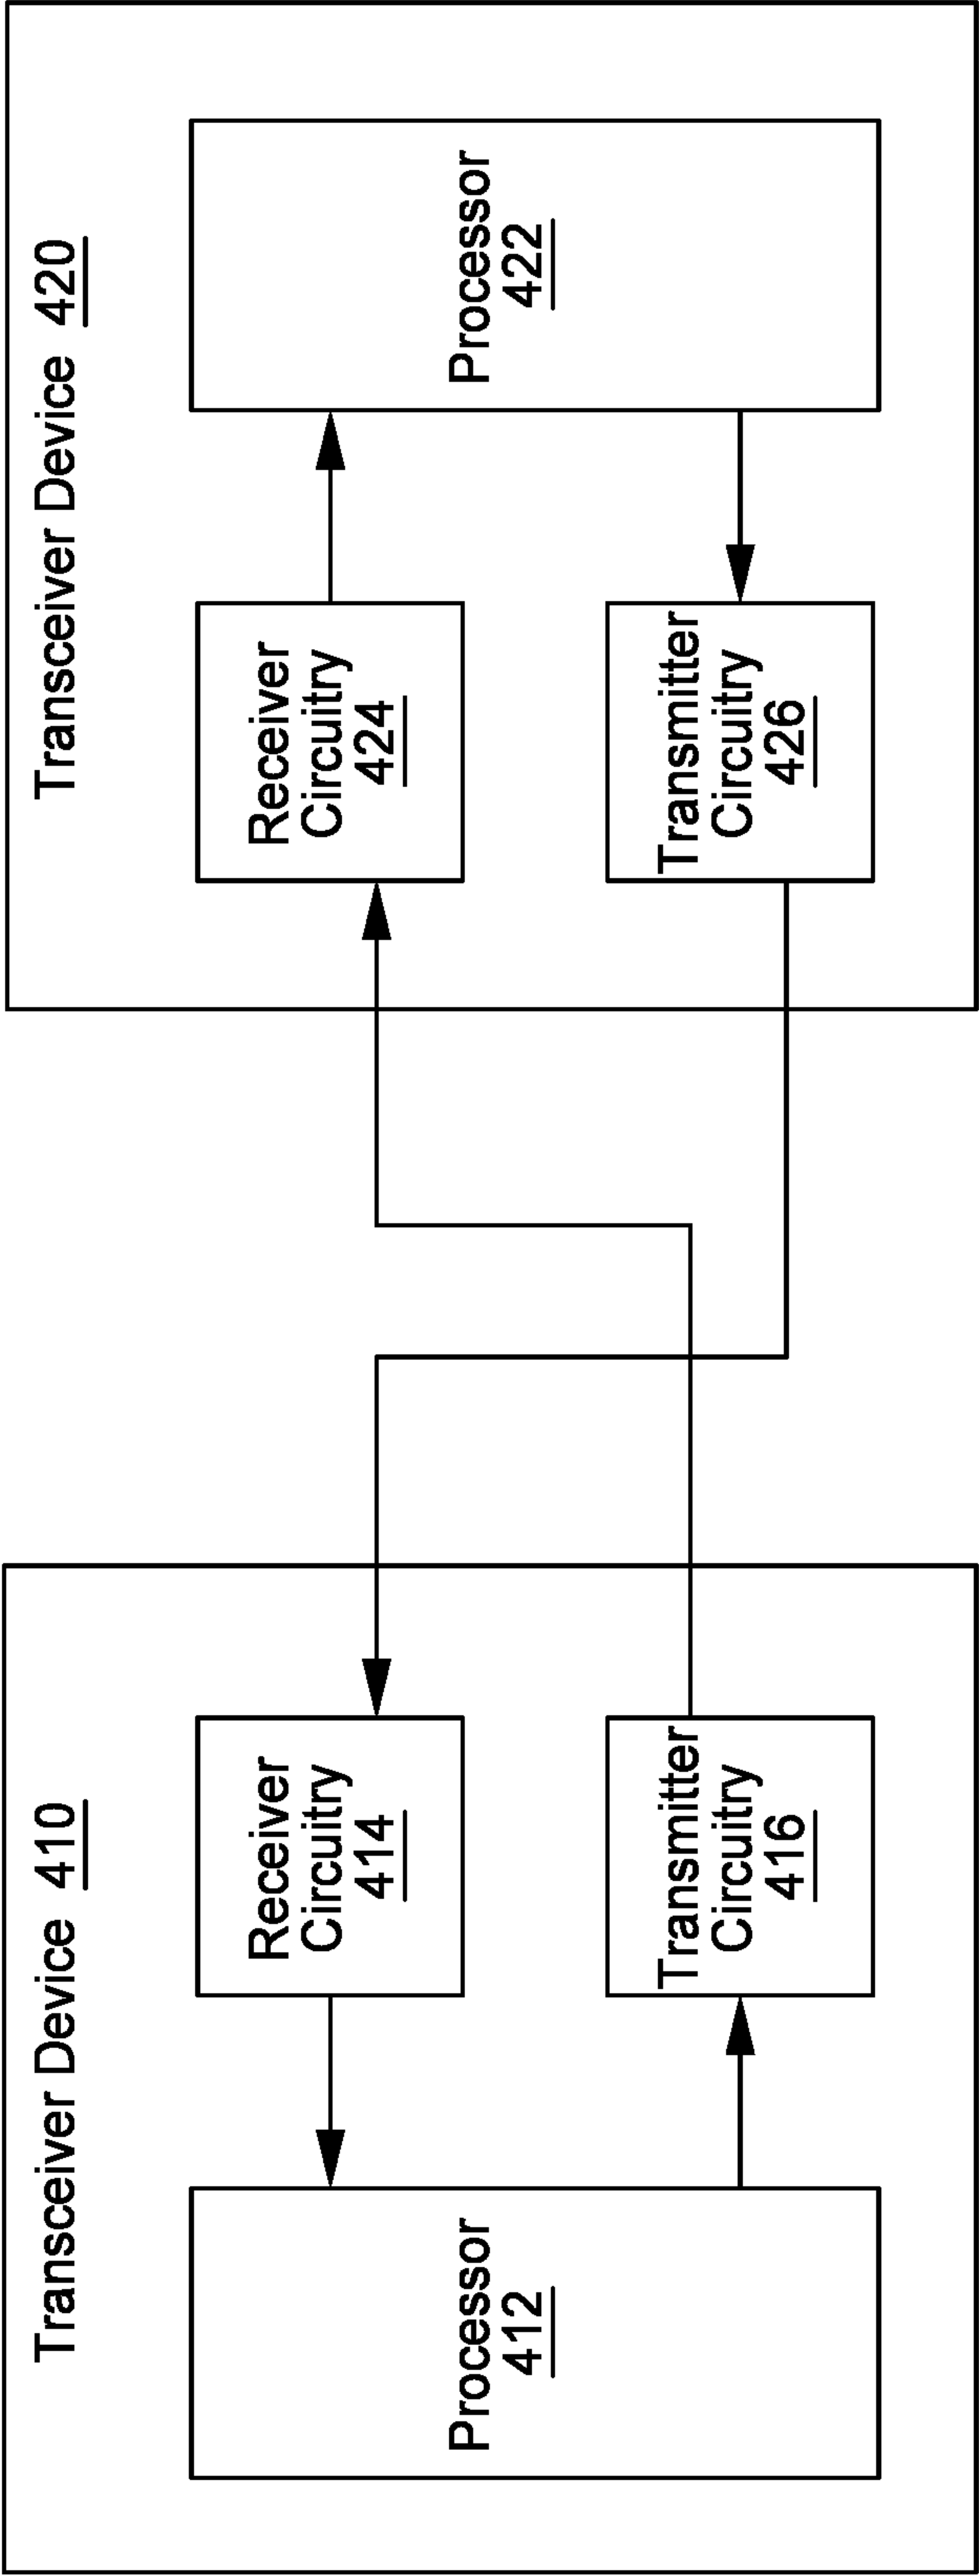 Transceiver Device 410
Processor
412
Receiver
Circuitry
414
Transmitter
Circuitry
416
Transceiver Device 420
Receiver
Circuitry
424
Transmitter
Circuitry
426
Processor
422